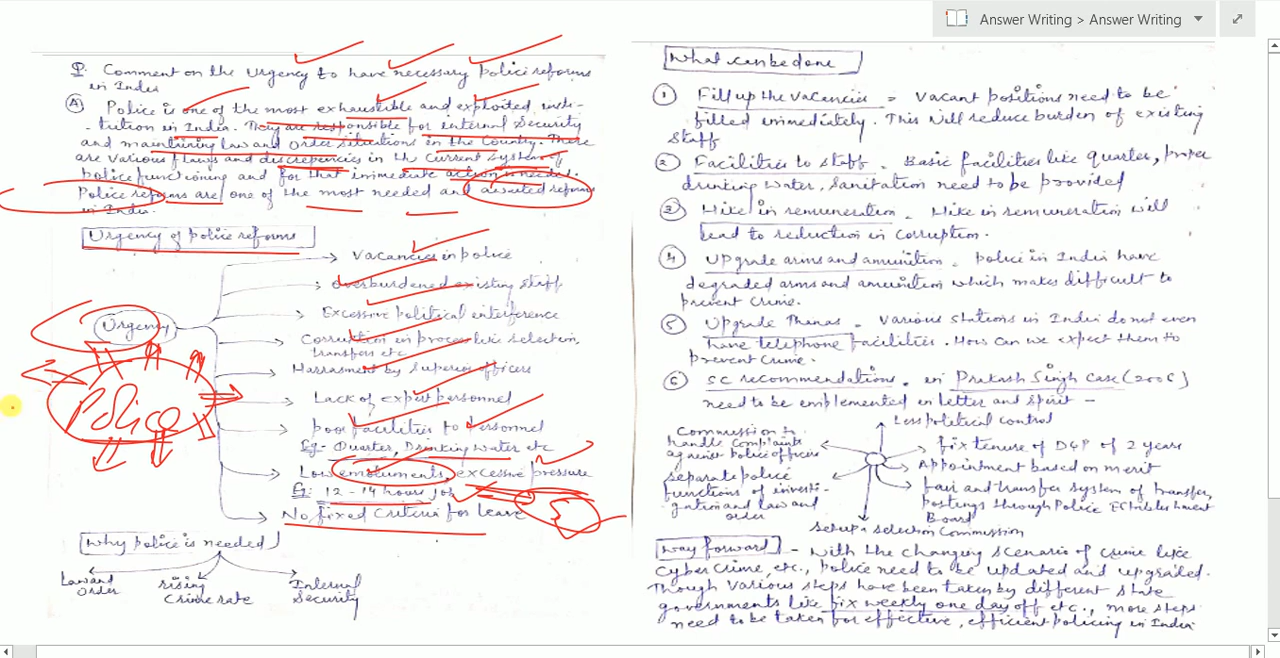 Answer Writing > Answer Writing
Q. Comment on the urgency to have necessary police reforms
in India
A Police is one of the most exhaustible and exploited insti-
-tution in India. They are responsible for internal security
and maintaining law and order situations in the country. There
are various flaws and discrepencies in the current system of
police functioning and for that immediate action is needed.
Police reforms are one of the most needed and awaited reforms
in India.
Urgency of police reforms
Urgency
Police
Vacancies in police
Overburdened existing staff
Excessive political interference
Corruption in process like selection,
transfers etc
Harrasment by superior officers
Lack of expert personnel
poor facilities to personnel
Eg- Quarter, Drinking water etc
Low emoluments, excessive pressure
Eg: 12-14 hours job
No fixed criteria for leave
Why police is needed
Law and
order
rising
crime rate
Internal
Security
What can be done
1 Fill up the vacancies = Vacant positions need to be
filled immediately. This will reduce burden of existing
staff
2 Facilities to staff - Basic facilities like quarter, proper
drinking water, sanitation need to be provided
3 Hike in remuneration - Hike in remuneration will
lead to reduction in corruption.
4 Upgrade arms and amunition - police in India have
degraded arms and amunition which makes difficult to
prevent crime.
5 Upgrade Thanas - Various stations in India do not even
have telephone facilities. How can we expect them to
prevent crime.
6 SC recommendations - in Prakash Singh Case (2006)
need to be emplemented in letter and spirit -
Less political control
Commission to
handle complaints
against police officers
fix tenure of DGP of 2 years
Appointment based on merit
separate police
functions of investi-
gation and law and
order
fair and transfer system of transfer,
postings through Police Establishment
Board
Setup a selection Commission
Way forward - With the changing scenario of crime like
cyber crime, etc., police need to be updated and upgraded.
Though various steps have been taken by different state
governments like fix weekly one day off etc., more steps
need to be taken for effective, efficient policing in India